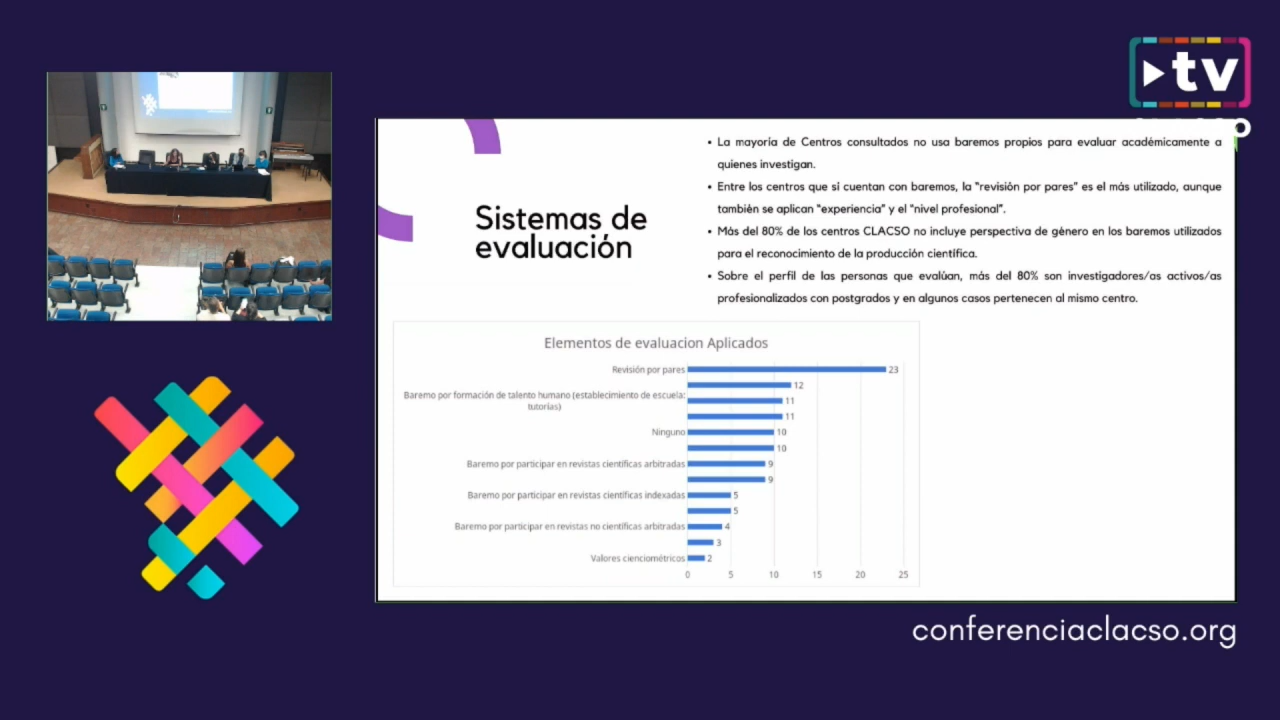 tv
Sistemas de
evaluación
• La mayoría de Centros consultados no usa baremos propios para evaluar académicamente a
quienes investigan.
• Entre los centros que sí cuentan con baremos, la "revisión por pares" es el más utilizado, aunque
también se aplican "experiencia" y el "nivel profesional".
• Más del 80% de los centros CLACSO no incluye perspectiva de género en los baremos utilizados
para el reconocimiento de la producción científica.
• Sobre el perfil de las personas que evalúan, más del 80% son investigadores/as activos/as
profesionalizados con postgrados y en algunos casos pertenecen al mismo centro.
Elementos de evaluacion Aplicados
Revisión por pares 23
12
Baremo por formación de talento humano (establecimiento de escuela: 11
tutorías)
11
Ninguno 10
10
Baremo por participar en revistas científicas arbitradas 9
9
Baremo por participar en revistas científicas indexadas 5
5
Baremo por participar en revistas no científicas arbitradas 4
3
Valores cienciométricos 2
0 5 10 15 20 25
conferenciaclacso.org